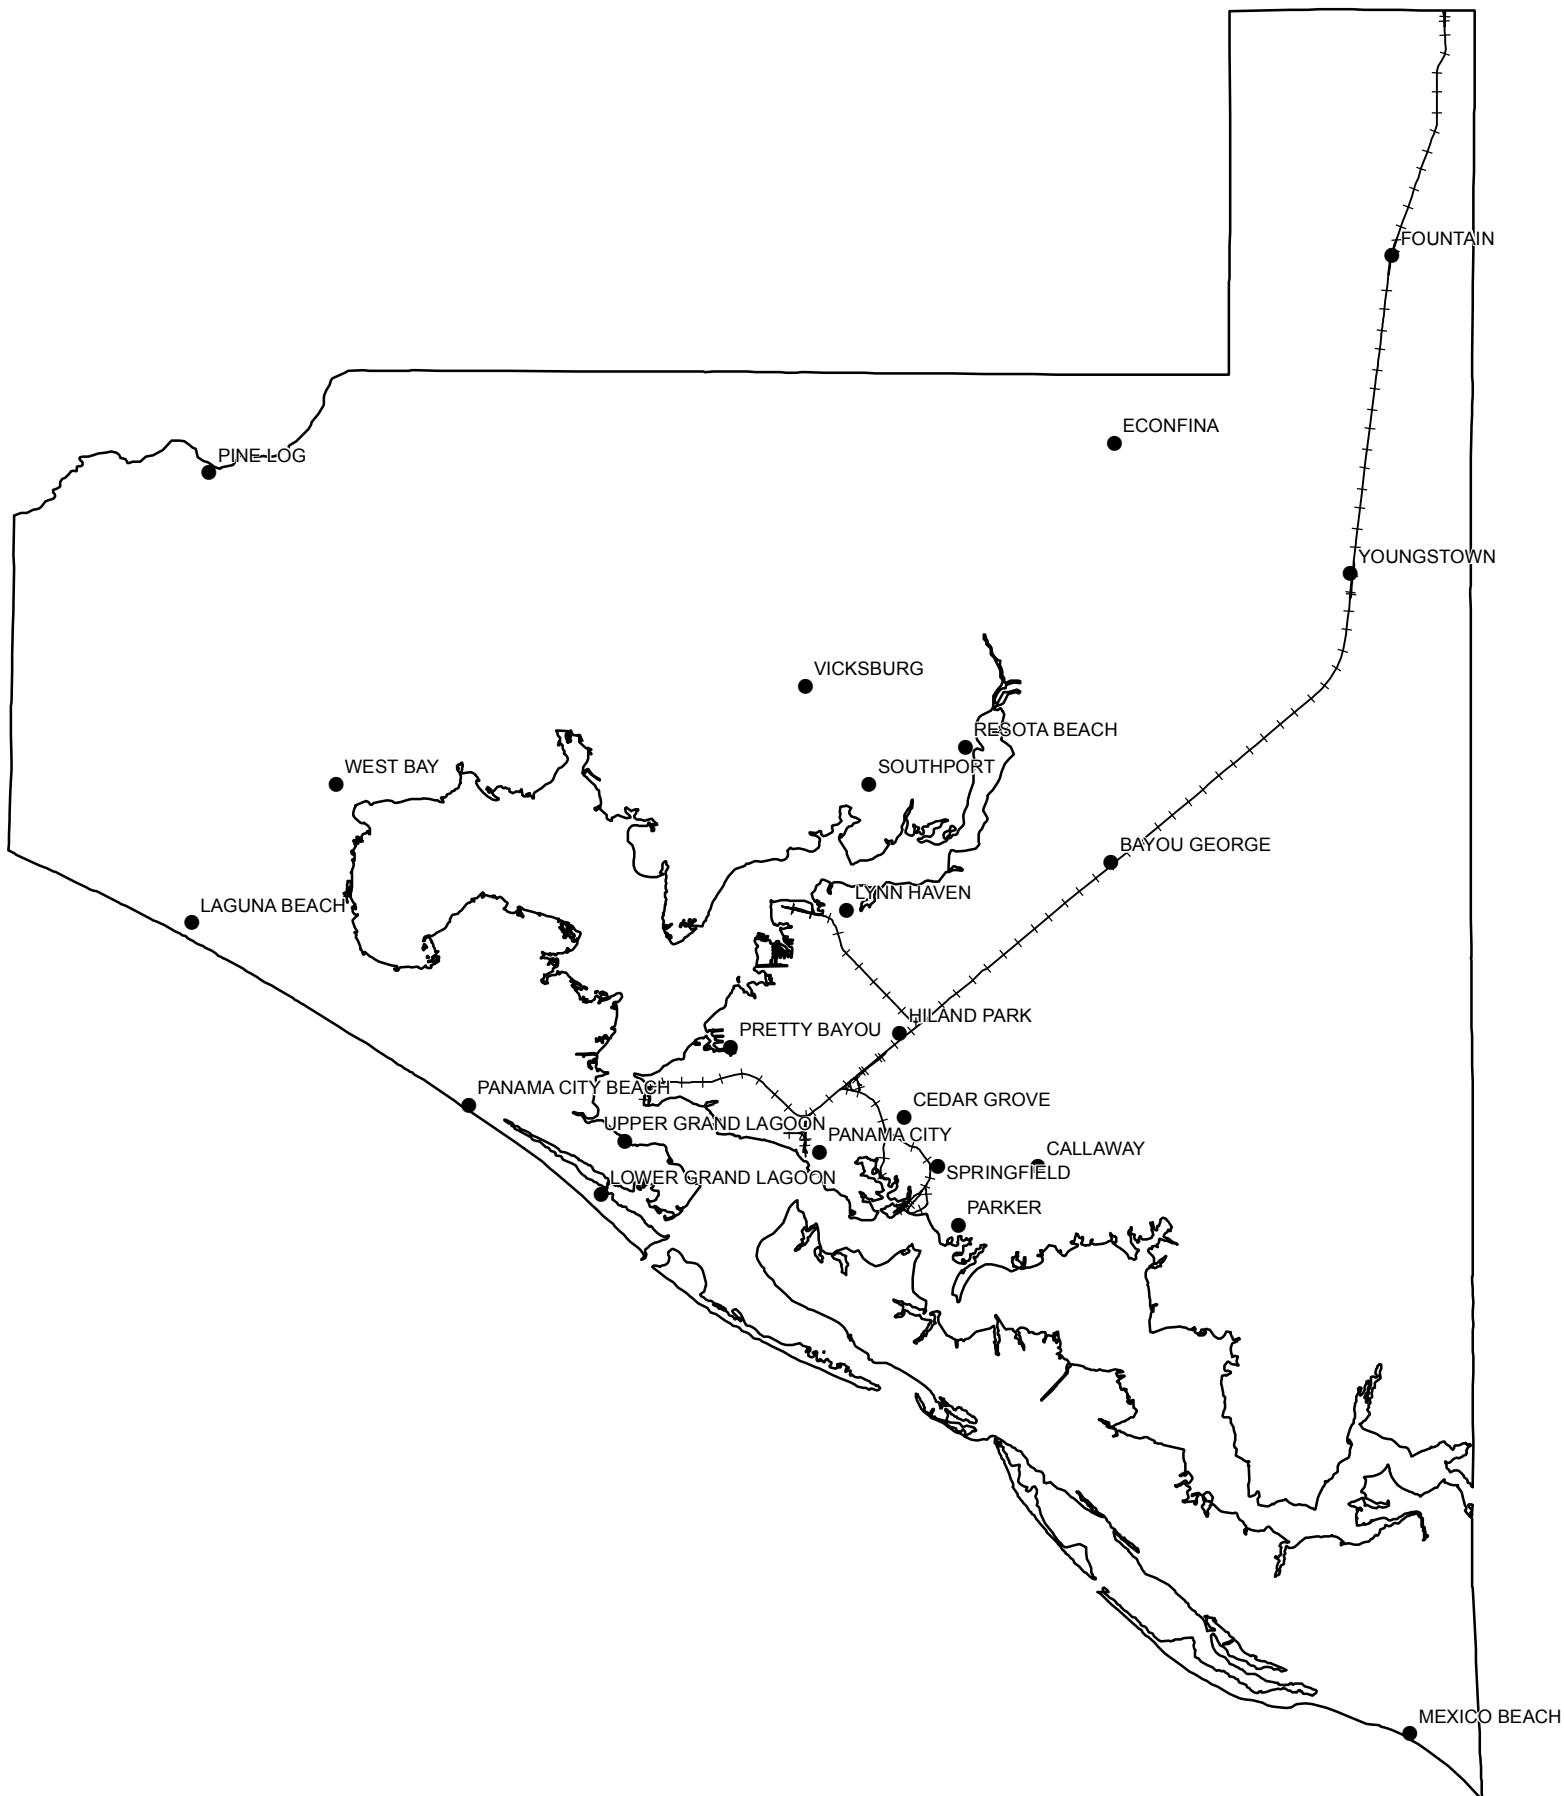 FOUNTAIN
ECONFINA
PINE LOG
YOUNGSTOWN
VICKSBURG
RESOTA BEACH
WEST BAY
SOUTHPORT
BAYOU GEORGE
LYNN HAVEN
LAGUNA BEACH
HILAND PARK
PRETTY BAYOU
PANAMA CITY BEACH
CEDAR GROVE
UPPER GRAND LAGOON
PANAMA CITY
CALLAWAY
SPRINGFIELD
LOWER GRAND LAGOON
PARKER
MEXICO BEACH